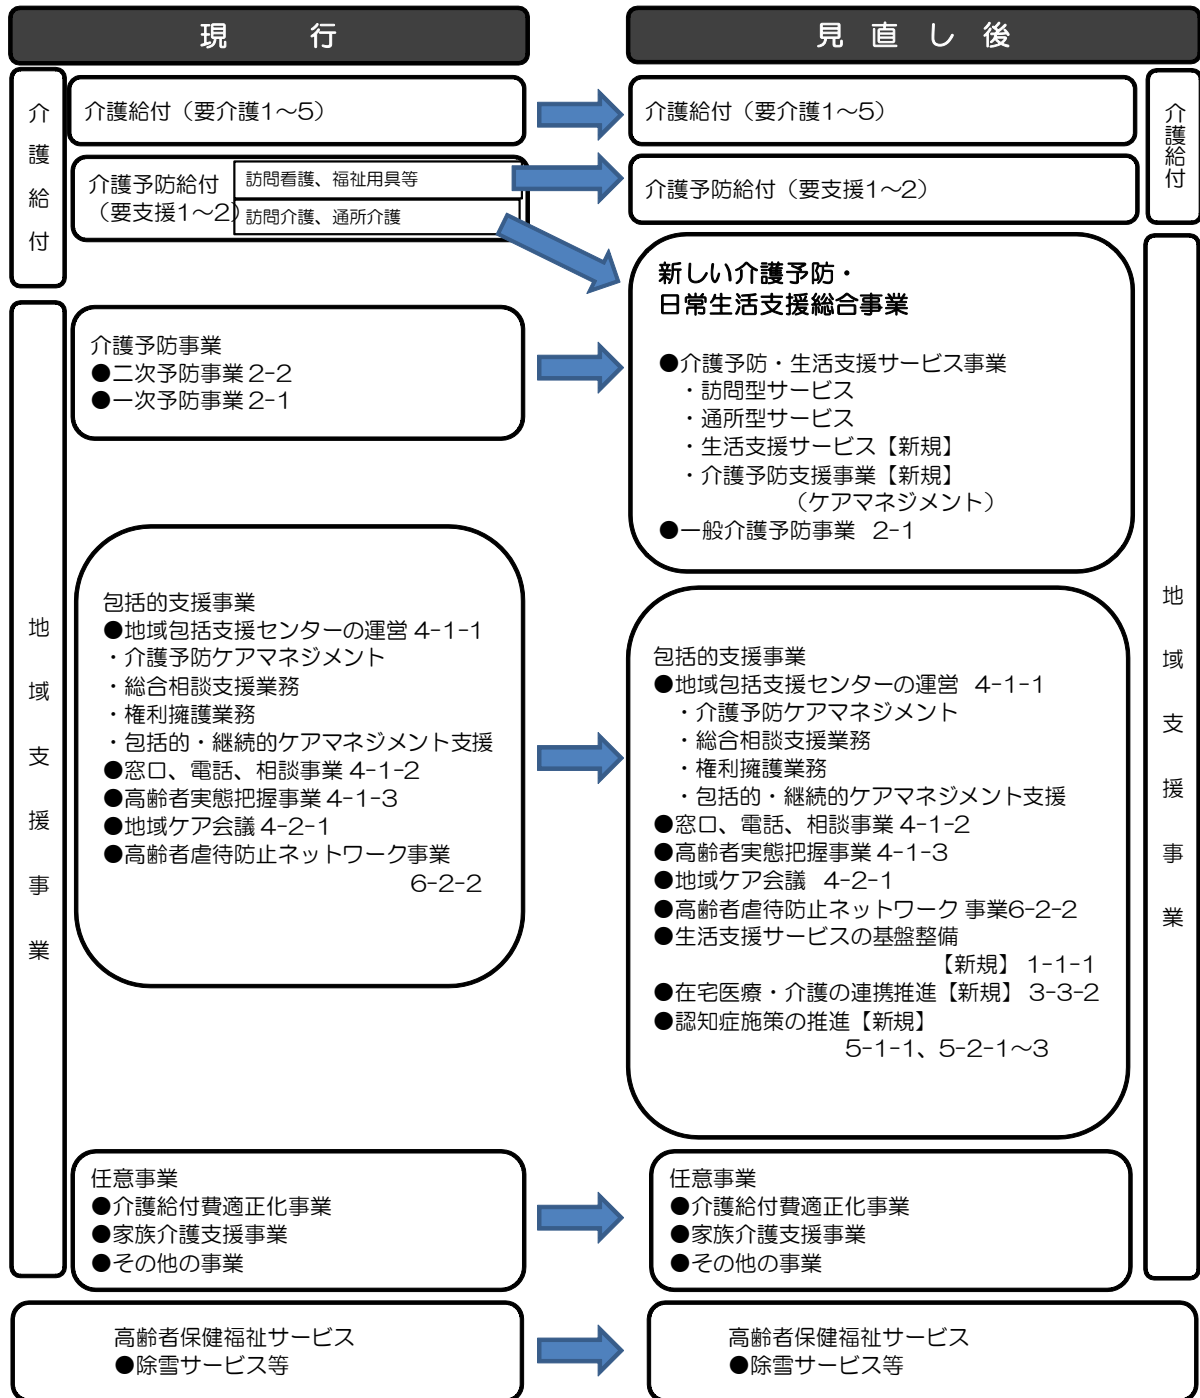 現 行
見 直 し 後
介護給付
介護給付（要介護1～5）
介護給付（要介護1～5）
介護給付
介護予防給付
（要支援1～2）
訪問看護、福祉用具等
訪問介護、通所介護
介護予防給付（要支援1～2）
地域支援事業
介護予防事業
●二次予防事業 2-2
●一次予防事業 2-1
新しい介護予防・
日常生活支援総合事業
●介護予防・生活支援サービス事業
・訪問型サービス
・通所型サービス
・生活支援サービス【新規】
・介護予防支援事業【新規】
（ケアマネジメント）
●一般介護予防事業 2-1
地域支援事業
包括的支援事業
●地域包括支援センターの運営 4-1-1
・介護予防ケアマネジメント
・総合相談支援業務
・権利擁護業務
・包括的・継続的ケアマネジメント支援
●窓口、電話、相談事業 4-1-2
●高齢者実態把握事業 4-1-3
●地域ケア会議 4-2-1
●高齢者虐待防止ネットワーク事業
6-2-2
包括的支援事業
●地域包括支援センターの運営 4-1-1
・介護予防ケアマネジメント
・総合相談支援業務
・権利擁護業務
・包括的・継続的ケアマネジメント支援
●窓口、電話、相談事業 4-1-2
●高齢者実態把握事業 4-1-3
●地域ケア会議 4-2-1
●高齢者虐待防止ネットワーク 事業6-2-2
●生活支援サービスの基盤整備
【新規】 1-1-1
●在宅医療・介護の連携推進【新規】 3-3-2
●認知症施策の推進【新規】
5-1-1、5-2-1～3
任意事業
●介護給付費適正化事業
●家族介護支援事業
●その他の事業
任意事業
●介護給付費適正化事業
●家族介護支援事業
●その他の事業
高齢者保健福祉サービス
●除雪サービス等
高齢者保健福祉サービス
●除雪サービス等